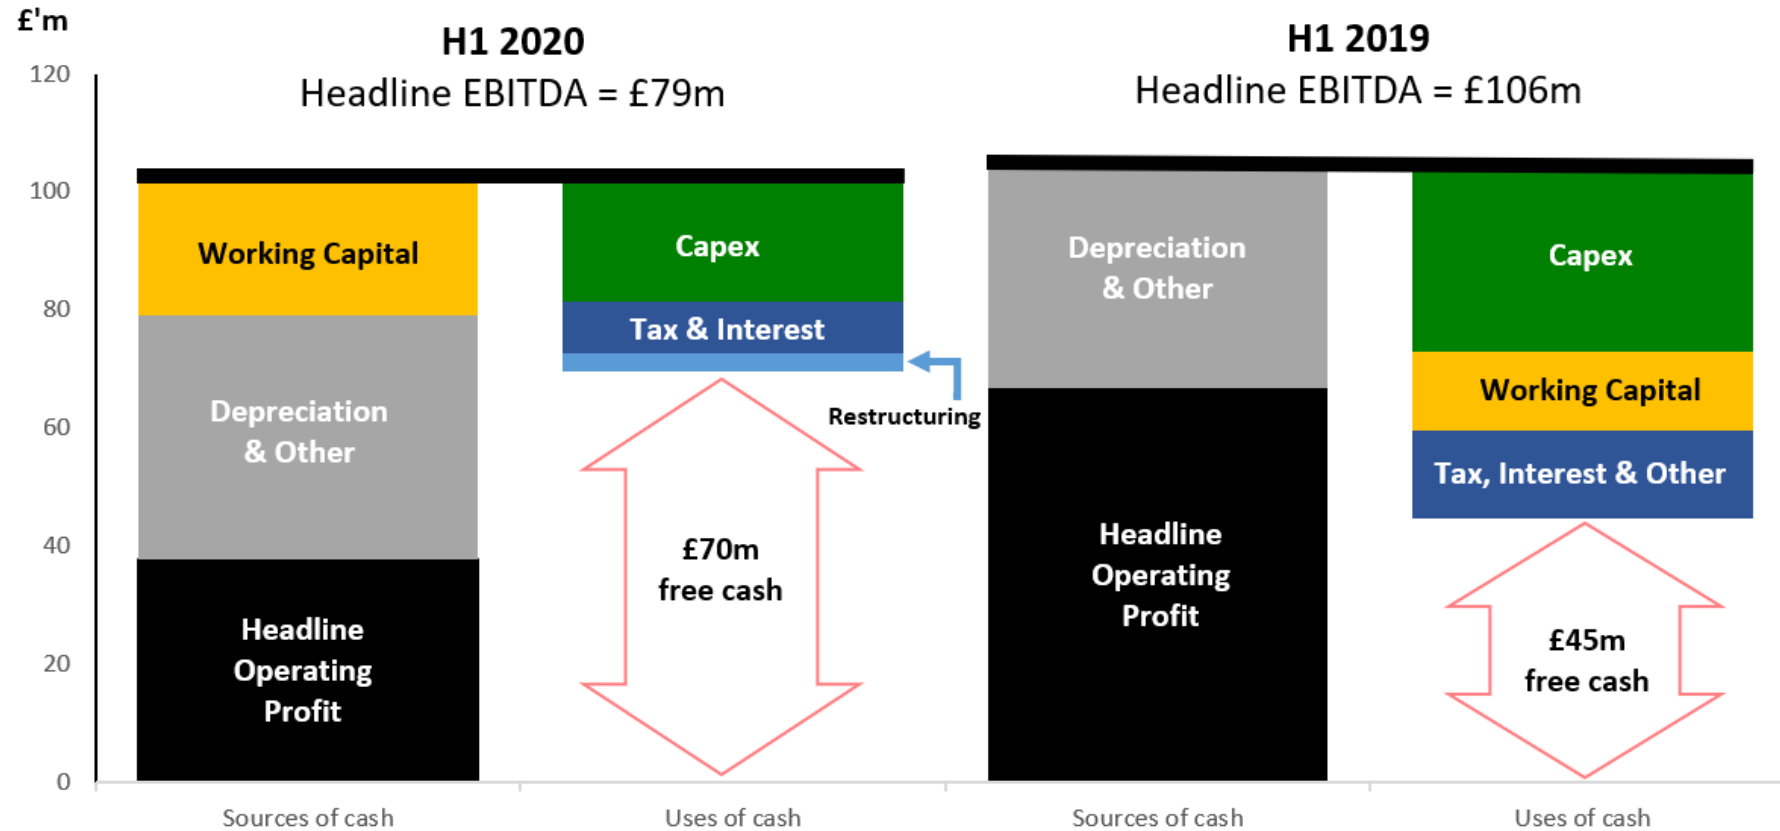 £'m
H1 2020
Headline EBITDA = £79m
H1 2019
Headline EBITDA = £106m
120
100
80
60
40
20
0
Working Capital
Depreciation
& Other
Headline
Operating
Profit
Capex
Tax & Interest
Restructuring
£70m
free cash
Depreciation
& Other
Headline
Operating
Profit
Capex
Working Capital
Tax, Interest & Other
£45m
free cash
Sources of cash
Uses of cash
Sources of cash
Uses of cash